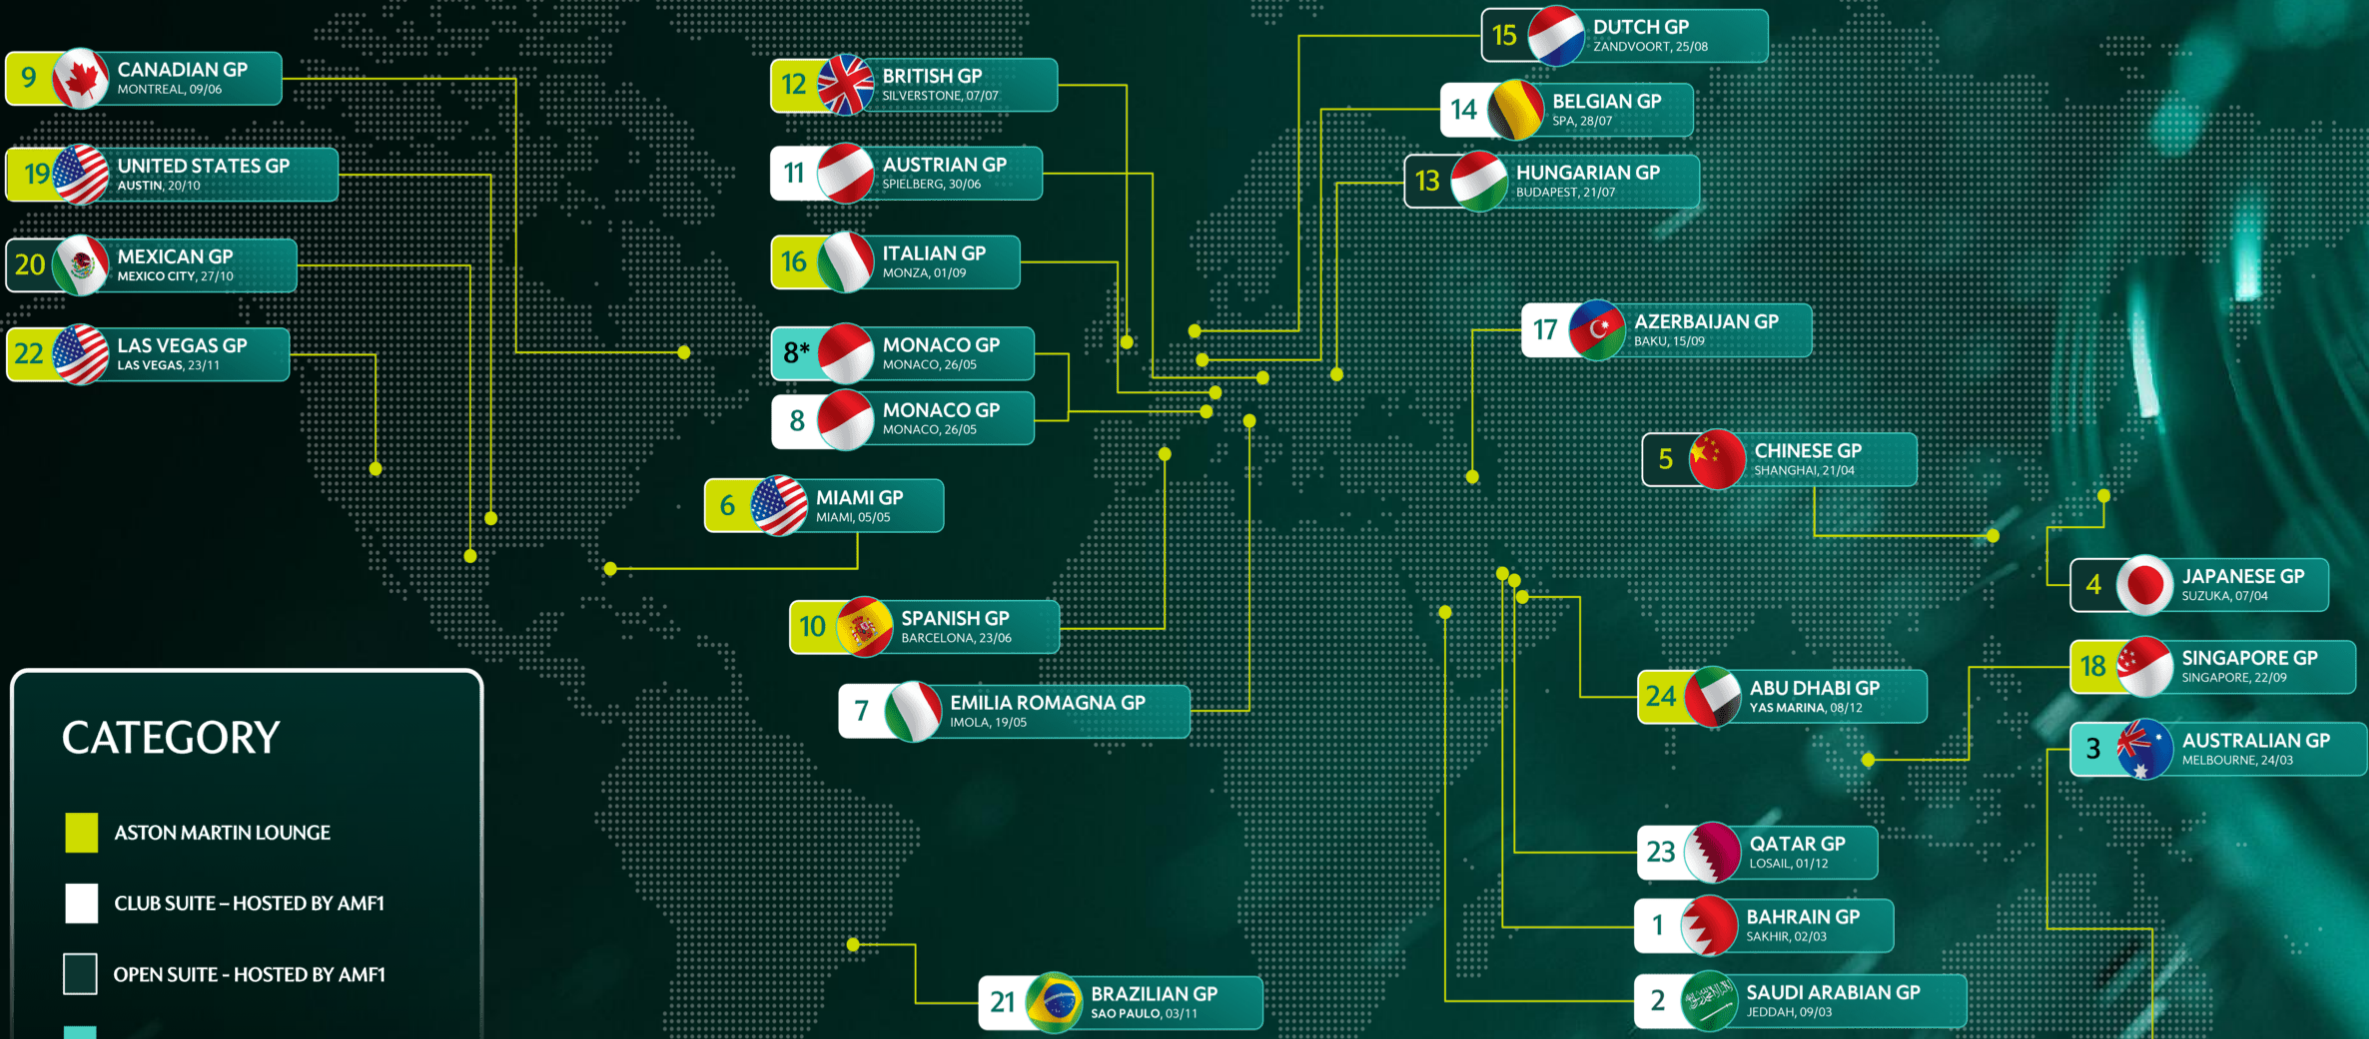 9
CANADIAN GP
MONTREAL, 09/06
19
UNITED STATES GP
AUSTIN, 20/10
20
MEXICAN GP
MEXICO CITY, 27/10
22
LAS VEGAS GP
LAS VEGAS, 23/11
12
BRITISH GP
SILVERSTONE, 07/07
11
AUSTRIAN GP
SPIELBERG, 30/06
16
ITALIAN GP
MONZA, 01/09
8*
MONACO GP
MONACO, 26/05
8
MONACO GP
MONACO, 26/05
6
MIAMI GP
MIAMI, 05/05
10
SPANISH GP
BARCELONA, 23/06
7
EMILIA ROMAGNA GP
IMOLA, 19/05
21
BRAZILIAN GP
SAO PAULO, 03/11
15
DUTCH GP
ZANDVOORT, 25/08
14
BELGIAN GP
SPA, 28/07
13
HUNGARIAN GP
BUDAPEST, 21/07
17
AZERBAIJAN GP
BAKU, 15/09
5
CHINESE GP
SHANGHAI, 21/04
4
JAPANESE GP
SUZUKA, 07/04
18
SINGAPORE GP
SINGAPORE, 22/09
3
AUSTRALIAN GP
MELBOURNE, 24/03
24
ABU DHABI GP
YAS MARINA, 08/12
23
QATAR GP
LOSAIL, 01/12
1
BAHRAIN GP
SAKHIR, 02/03
2
SAUDI ARABIAN GP
JEDDAH, 09/03
CATEGORY
ASTON MARTIN LOUNGE
CLUB SUITE – HOSTED BY AMF1
OPEN SUITE - HOSTED BY AMF1